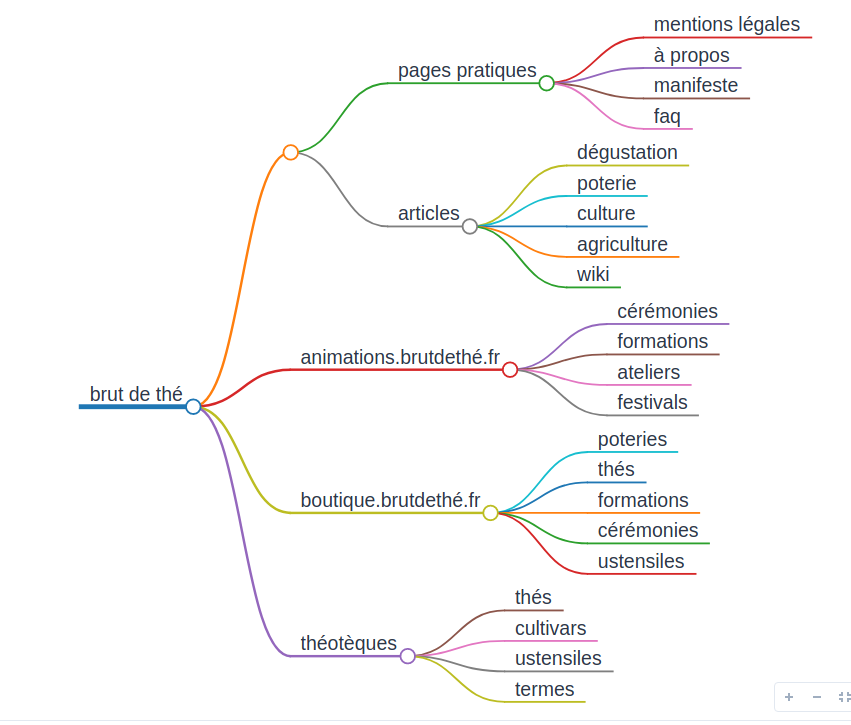 brut de thé
pages pratiques
mentions légales
à propos
manifeste
faq
articles
dégustation
poterie
culture
agriculture
wiki
animations.brutdethé.fr
cérémonies
formations
ateliers
festivals
boutique.brutdethé.fr
poteries
thés
formations
cérémonies
ustensiles
théotèques
thés
cultivars
ustensiles
termes